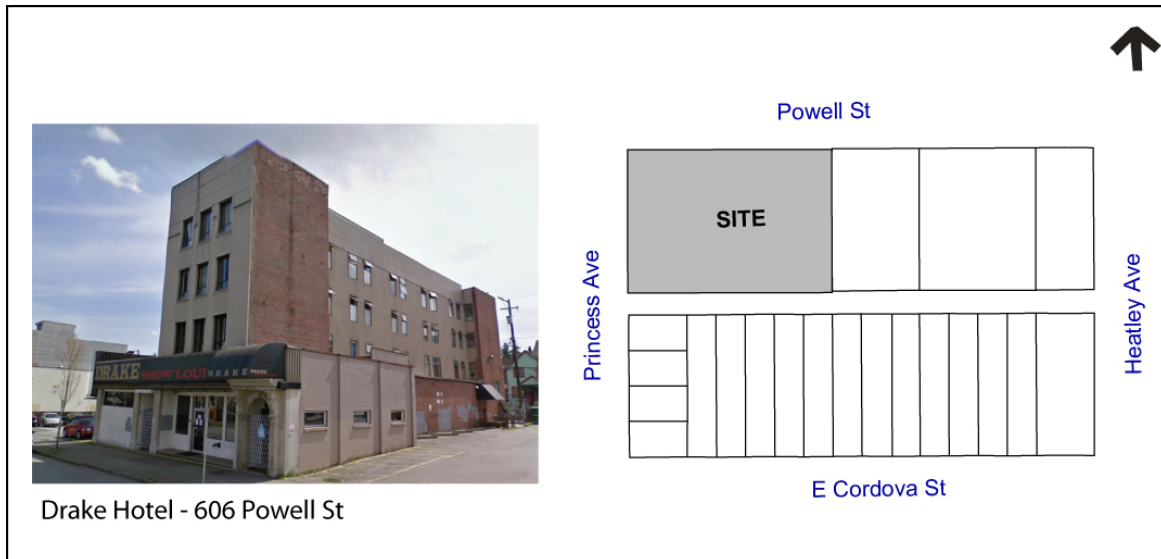 Powell St
SITE
Princess Ave
Heatley Ave
E Cordova St
DRAKE SHOW LOU DRAKE
Drake Hotel - 606 Powell St